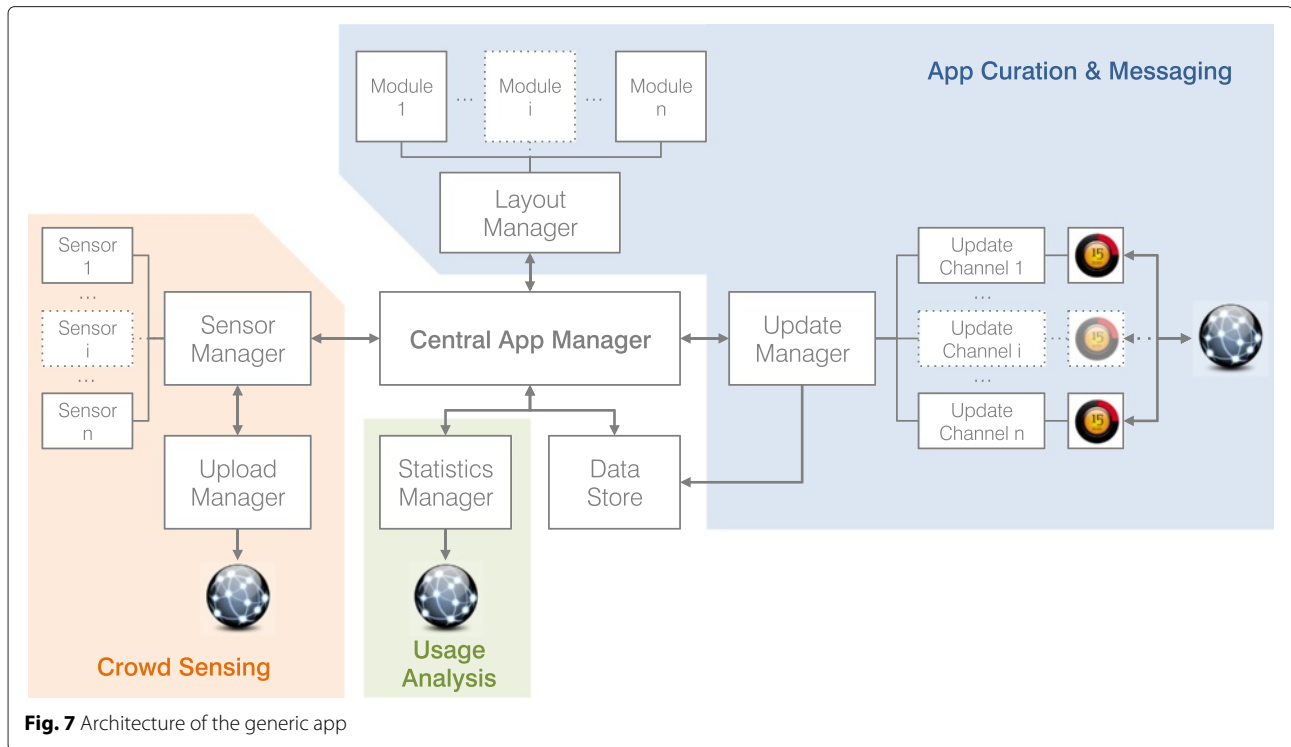 Module
1
...
Module
i
...
Module
n
App Curation & Messaging
Layout
Manager
Sensor
1
...
Sensor
i
...
Sensor
n
Sensor
Manager
Upload
Manager
Crowd Sensing
Central App Manager
Statistics
Manager
Usage
Analysis
Data
Store
Update
Manager
Update
Channel 1
15
...
Update
Channel i
15
...
Update
Channel n
15
Fig. 7 Architecture of the generic app